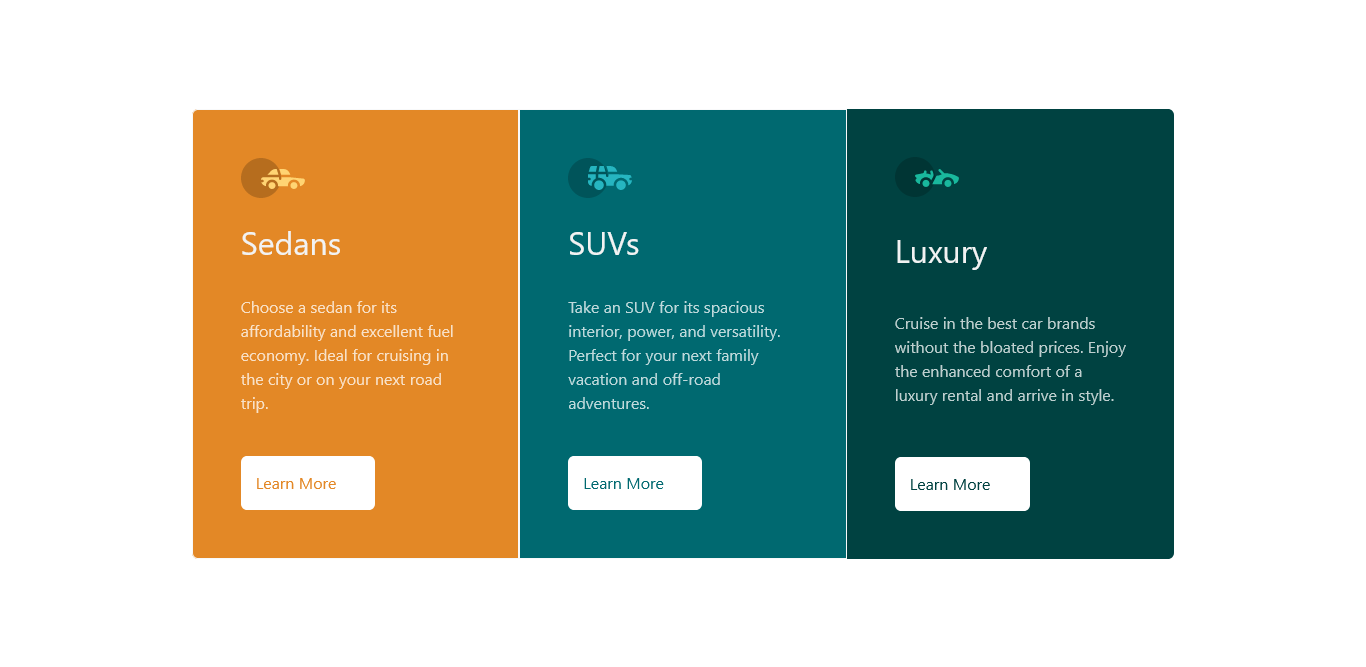 Sedans
Choose a sedan for its
affordability and excellent fuel
economy. Ideal for cruising in
the city or on your next road
trip.
Learn More
SUVs
Take an SUV for its spacious
interior, power, and versatility.
Perfect for your next family
vacation and off-road
adventures.
Learn More
Luxury
Cruise in the best car brands
without the bloated prices. Enjoy
the enhanced comfort of a
luxury rental and arrive in style.
Learn More